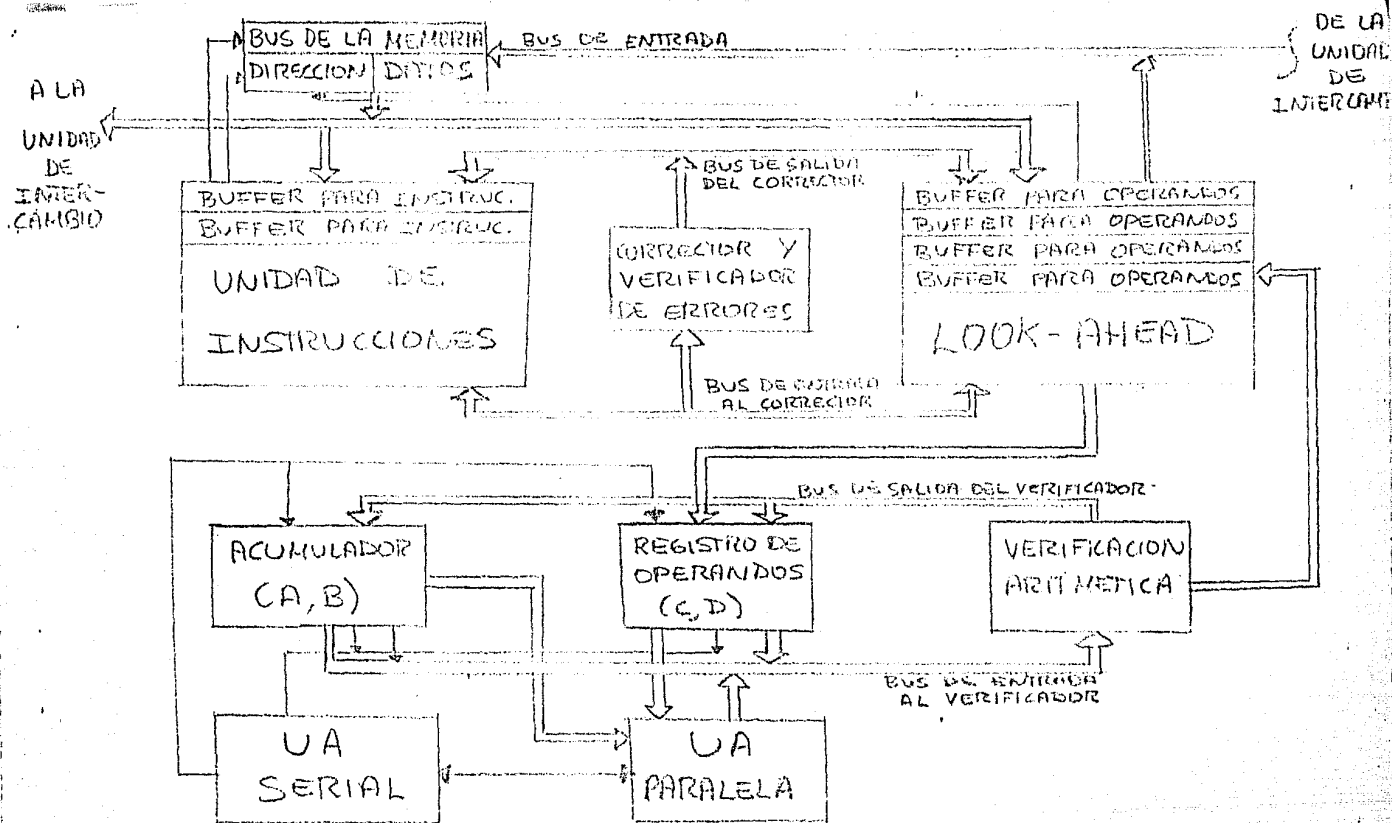 BUS DE LA MEMORIA
DIRECCION DATOS
BUS DE ENTRADA
DE LA
UNIDAD
DE
INTERCAMB
A LA
UNIDAD
DE
INTER-
CAMBIO
BUS DE SALIDA
DEL CORRECTOR
BUFFER PARA INSTRUC.
BUFFER PARA INSTRUC.
UNIDAD DE
INSTRUCCIONES
CORRECTOR Y
VERIFICADOR
DE ERRORES
BUFFER PARA OPERANDOS
BUFFER PARA OPERANDOS
BUFFER PARA OPERANDOS
BUFFER PARA OPERANDOS
LOOK-AHEAD
BUS DE ENTRADA
AL CORRECTOR
BUS DE SALIDA DEL VERIFICADOR
ACUMULADOR
(A,B)
REGISTRO DE
OPERANDOS
(C,D)
VERIFICACION
ARITMETICA
BUS DE ENTRADA
AL VERIFICADOR
UA
SERIAL
UA
PARALELA